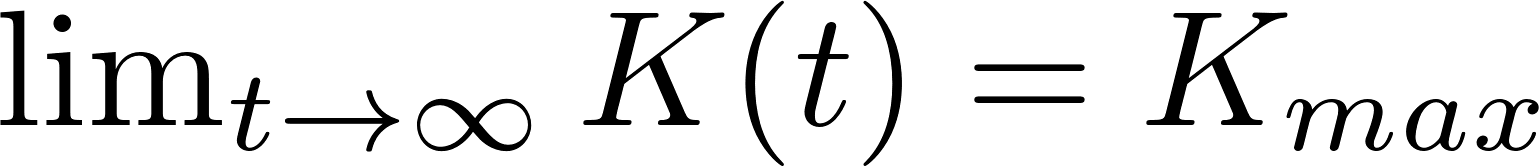 lim_{t→∞} K(t) = K_{max}